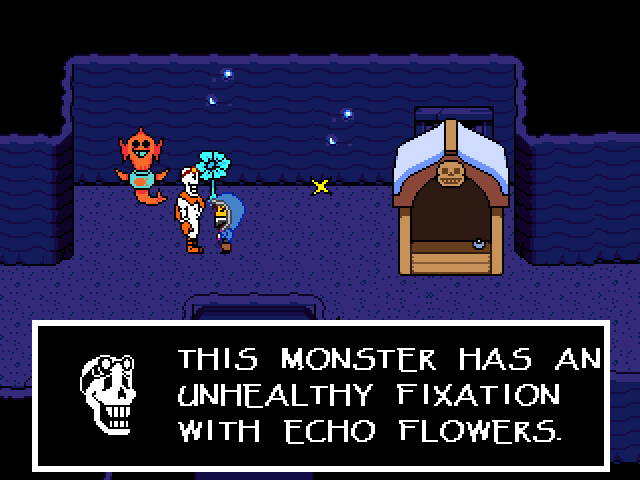 THIS MONSTER HAS AN
UNHEALTHY FIXATION
WITH ECHO FLOWERS.